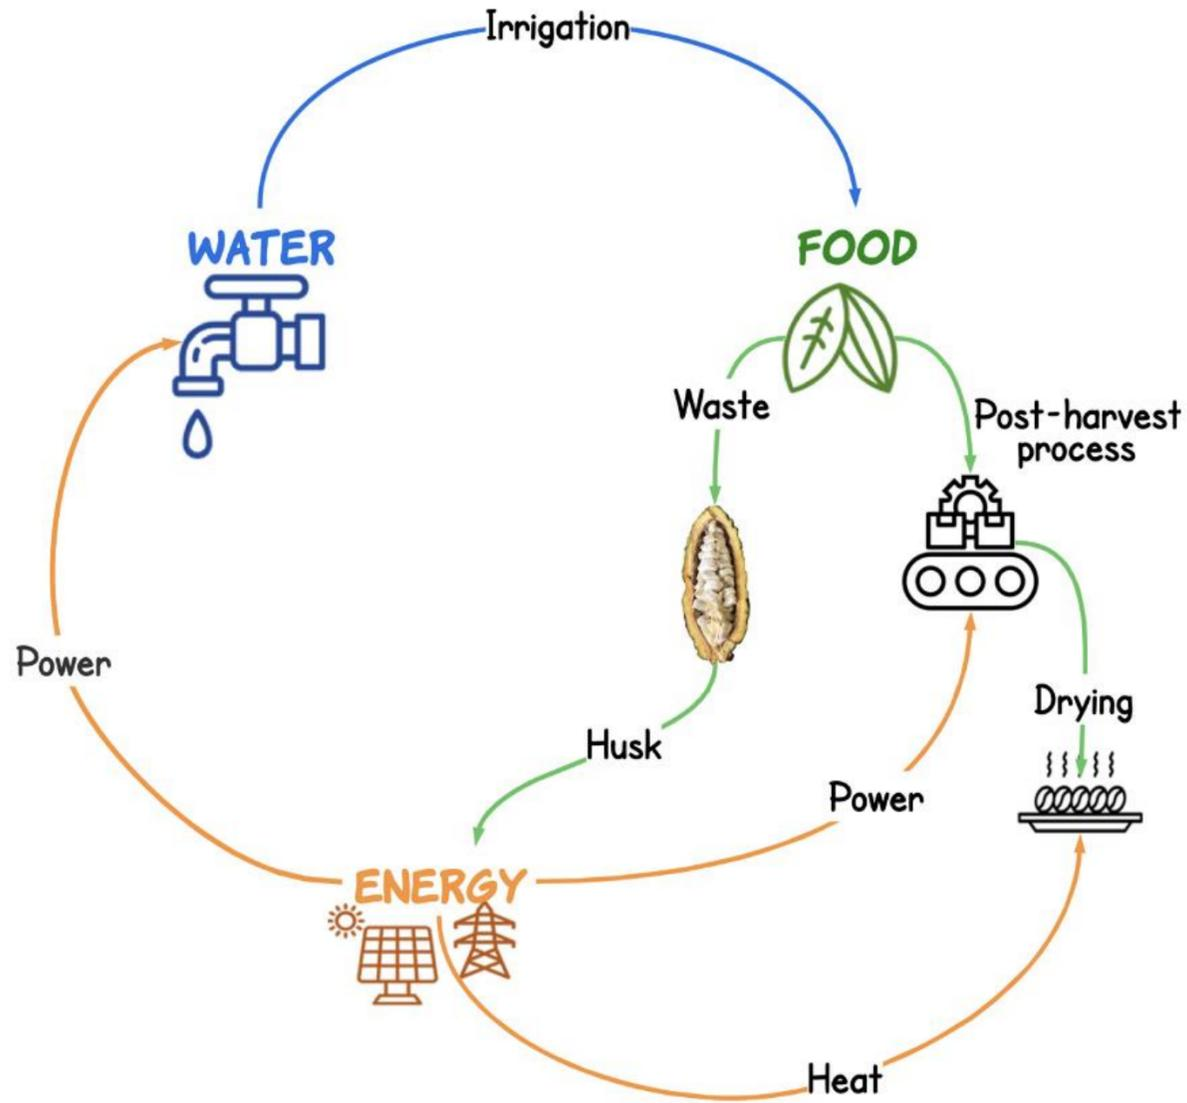 Irrigation
WATER
FOOD
Waste
Post-harvest
process
Power
Drying
Husk
Power
ENERGY
Heat